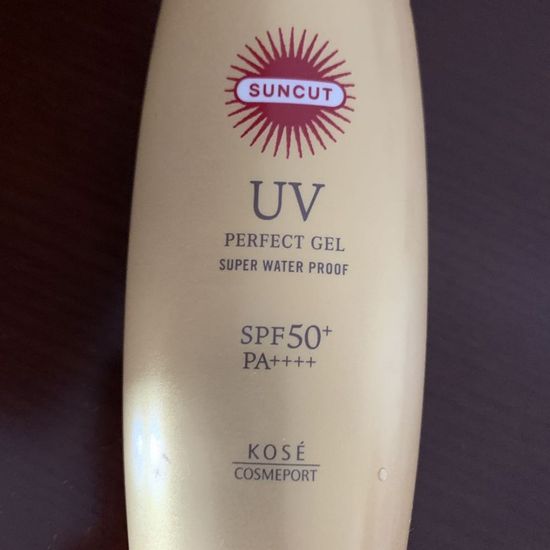 SUNCUT
UV
PERFECT GEL
SUPER WATER PROOF
SPF50+
PA++++
KOSÉ
COSMEPORT